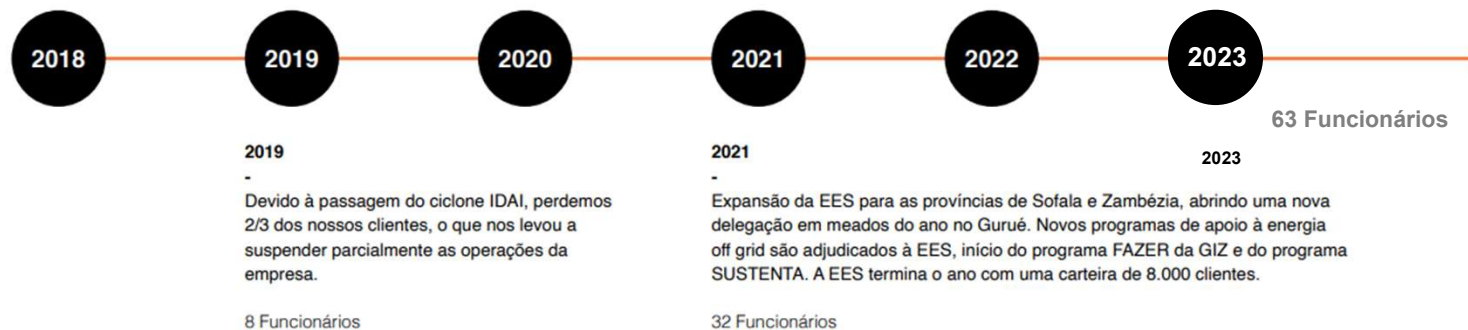 2018
2019
2020
2021
2022
2023
63 Funcionários
2019
-
Devido à passagem do ciclone IDAI, perdemos
2/3 dos nossos clientes, o que nos levou a
suspender parcialmente as operações da
empresa.
8 Funcionários
2021
-
Expansão da EES para as províncias de Sofala e Zambézia, abrindo uma nova
delegação em meados do ano no Gurué. Novos programas de apoio à energia
off grid são adjudicados à EES, início do programa FAZER da GIZ e do programa
SUSTENTA. A EES termina o ano com uma carteira de 8.000 clientes.
32 Funcionários
2023